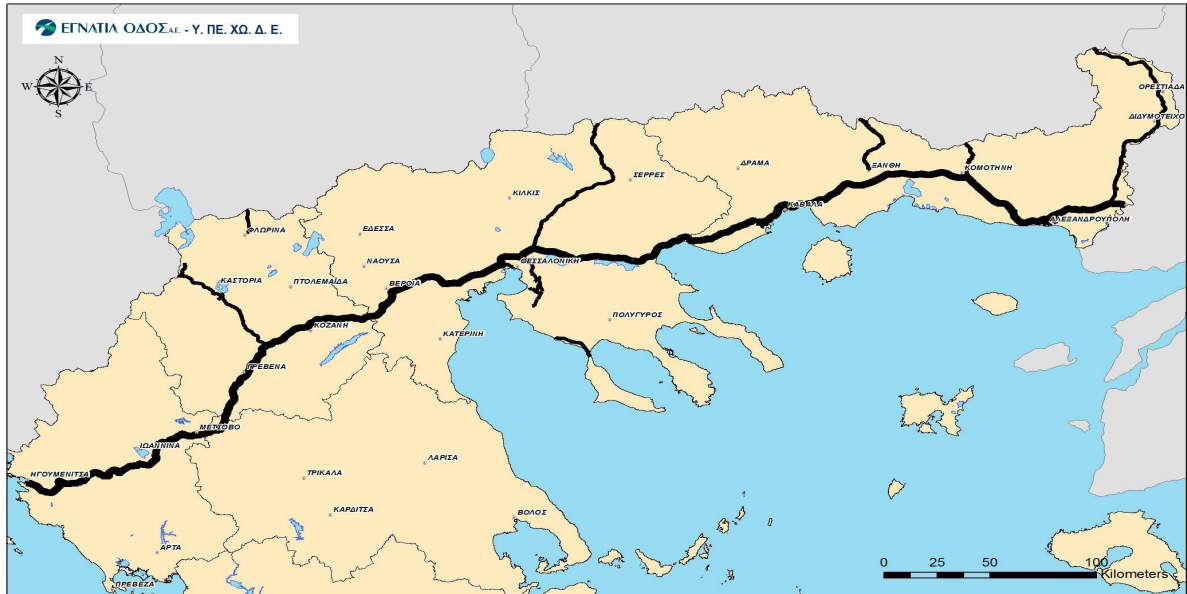 ΕΓΝΑΤΙΑ ΟΔΟΣ Α.Ε. - Υ. ΠΕ. ΧΩ. Δ. Ε.
N
W E
S
ΟΡΕΣΤΙΑΔΑ
ΔΙΔΥΜΟΤΕΙΧΟ
ΔΡΑΜΑ
ΞΑΝΘΗ
ΚΟΜΟΤΗΝΗ
ΣΕΡΡΕΣ
ΚΙΛΚΙΣ
ΚΑΒΑΛΑ
ΑΛΕΞΑΝΔΡΟΥΠΟΛΗ
ΦΛΩΡΙΝΑ
ΕΔΕΣΣΑ
ΝΑΟΥΣΑ
ΘΕΣΣΑΛΟΝΙΚΗ
ΚΑΣΤΟΡΙΑ
ΠΤΟΛΕΜΑΪΔΑ
ΒΕΡΟΙΑ
ΠΟΛΥΓΥΡΟΣ
ΚΟΖΑΝΗ
ΚΑΤΕΡΙΝΗ
ΓΡΕΒΕΝΑ
ΜΕΤΣΟΒΟ
ΙΩΑΝΝΙΝΑ
ΗΓΟΥΜΕΝΙΤΣΑ
ΛΑΡΙΣΑ
ΤΡΙΚΑΛΑ
ΚΑΡΔΙΤΣΑ
ΒΟΛΟΣ
ΑΡΤΑ
ΠΡΕΒΕΖΑ
0 25 50 100
Kilometers